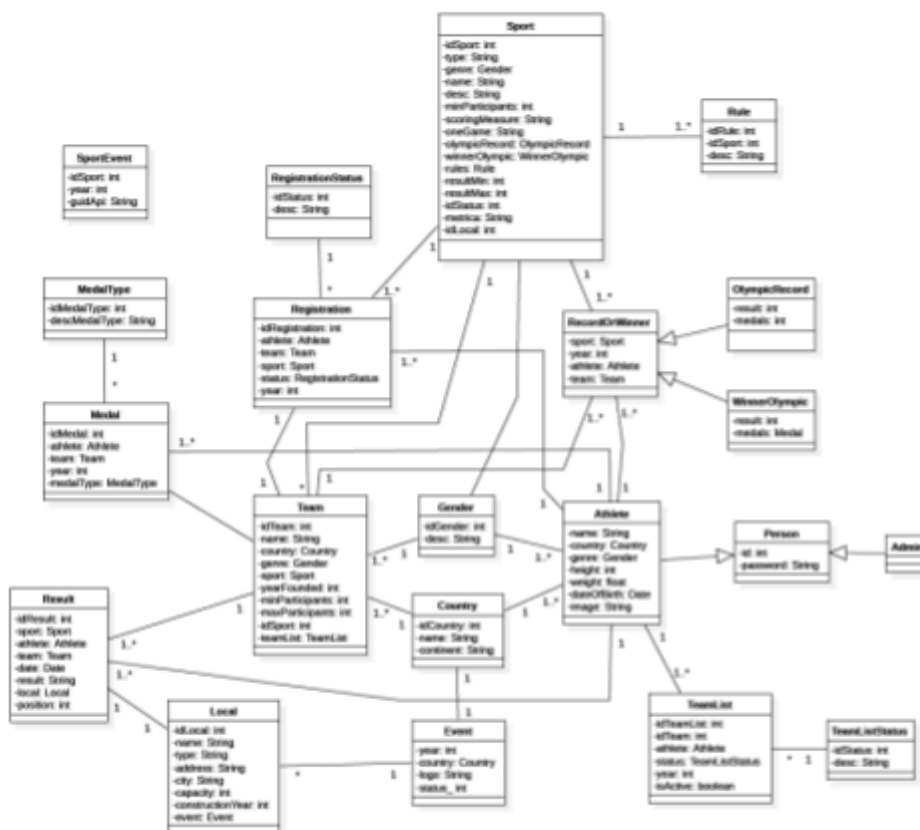 Sport
-idSport: int
-type: String
-genre: Gender
-name: String
-desc: String
-minParticipants: int
-scoringMeasure: String
-oneGame: String
-olympicRecord: OlympicRecord
-winnerOlympic: WinnerOlympic
-rules: Rule
-resultMin: int
-resultMax: int
-idStatus: int
-metrica: String
-idLocal: int
1
1..*
Rule
-idRule: int
-idSport: int
-desc: String
SportEvent
-idSport: int
-year: int
-guidApi: String
RegistrationStatus
-idStatus: int
-desc: String
1
*
1
1..*
1
1
1..*
MedalType
-idMedalType: int
-descMedalType: String
1
*
Registration
-idRegistration: int
-athlete: Athlete
-team: Team
-sport: Sport
-status: RegistrationStatus
-year: int
1..*
1
RecordOrWinner
-sport: Sport
-year: int
-athlete: Athlete
-team: Team
1..*
1..*
OlympicRecord
-result: int
-medals: int
WinnerOlympic
-result: int
-medals: Medal
Medal
-idMedal: int
-athlete: Athlete
-team: Team
-year: int
-medalType: MedalType
1..*
1
*
1
1
1
1
Team
-idTeam: int
-name: String
-country: Country
-genre: Gender
-sport: Sport
-yearFounded: int
-minParticipants: int
-maxParticipants: int
-idSport: int
-teamList: TeamList
1..*
1
1..*
1
1
Gender
-idGender: int
-desc: String
1
1..*
Athlete
-name: String
-country: Country
-genre: Gender
-height: int
-weight: float
-dateOfBirth: Date
-image: String
1
1
Person
-id: int
-password: String
Admin
Country
-idCountry: int
-name: String
-continent: String
1
1..*
1
1
Result
-idResult: int
-sport: Sport
-athlete: Athlete
-team: Team
-date: Date
-result: String
-local: Local
-position: int
1..*
1..*
1
1
Local
-idLocal: int
-name: String
-type: String
-address: String
-city: String
-capacity: int
-constructionYear: int
-event: Event
*
1
Event
-year: int
-country: Country
-logo: String
-status_ int
1..*
TeamList
-idTeamList: int
-idTeam: int
-athlete: Athlete
-status: TeamListStatus
-year: int
-isActive: boolean
*
1
TeamListStatus
-idStatus: int
-desc: String